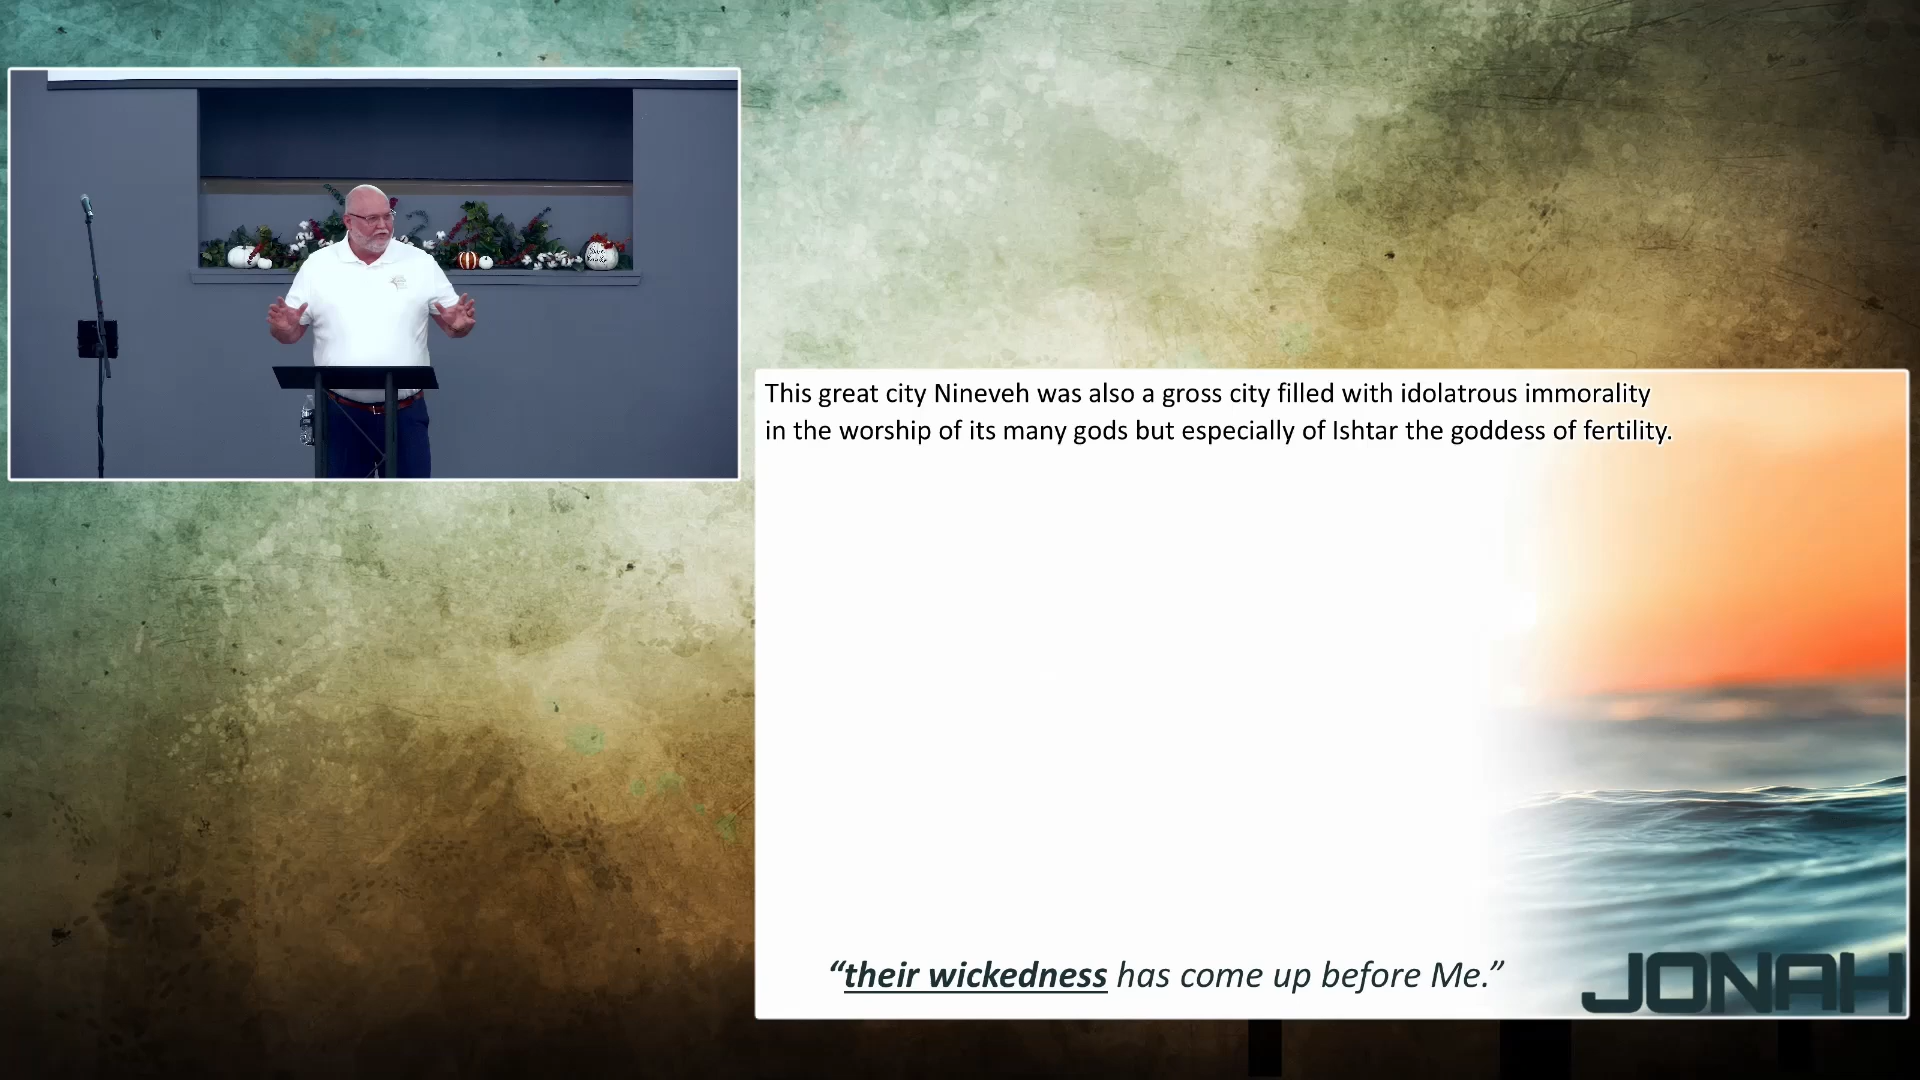 This great city Nineveh was also a gross city filled with idolatrous immorality
in the worship of its many gods but especially of Ishtar the goddess of fertility.
“their wickedness has come up before Me.”
JONAH